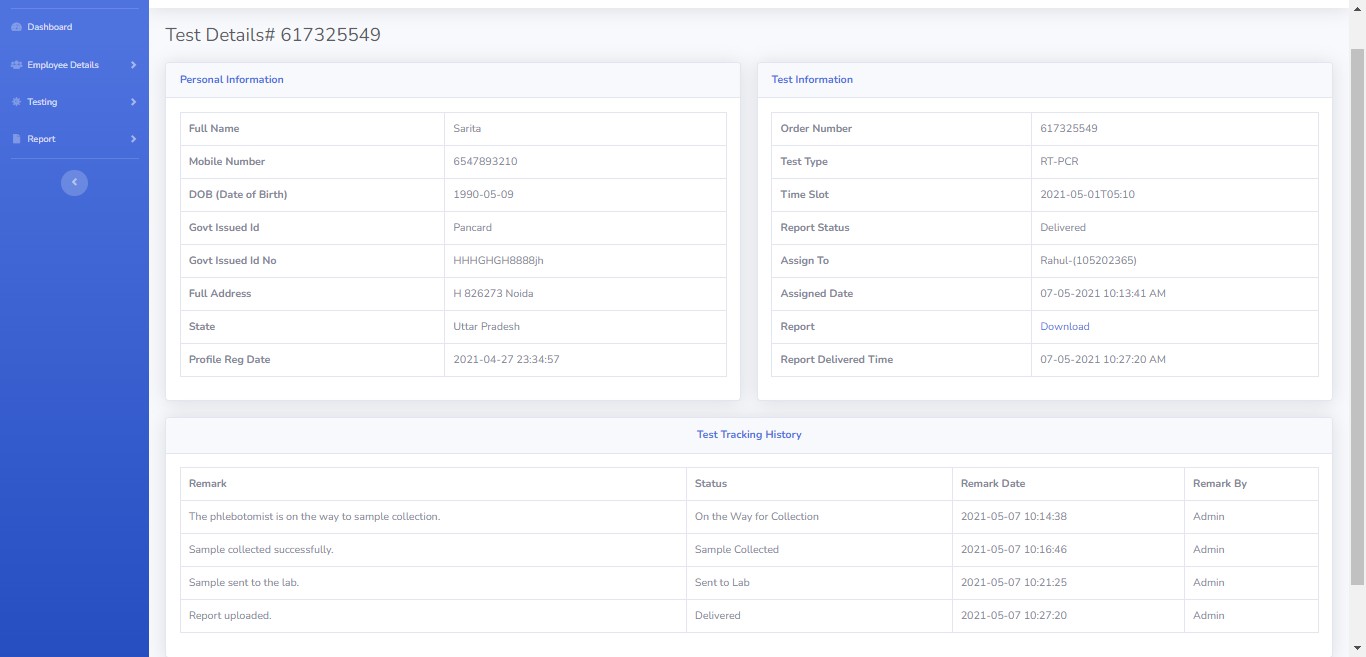 Dashboard
Employee Details
Testing
Report
Test Details# 617325549
Personal Information
Full Name Sarita
Mobile Number 6547893210
DOB (Date of Birth) 1990-05-09
Govt Issued Id Pancard
Govt Issued Id No HHHGHGH8888jh
Full Address H 826273 Noida
State Uttar Pradesh
Profile Reg Date 2021-04-27 23:34:57
Test Information
Order Number 617325549
Test Type RT-PCR
Time Slot 2021-05-01T05:10
Report Status Delivered
Assign To Rahul-(105202365)
Assigned Date 07-05-2021 10:13:41 AM
Report Download
Report Delivered Time 07-05-2021 10:27:20 AM
Test Tracking History
Remark Status Remark Date Remark By
The phlebotomist is on the way to sample collection. On the Way for Collection 2021-05-07 10:14:38 Admin
Sample collected successfully. Sample Collected 2021-05-07 10:16:46 Admin
Sample sent to the lab. Sent to Lab 2021-05-07 10:21:25 Admin
Report uploaded. Delivered 2021-05-07 10:27:20 Admin